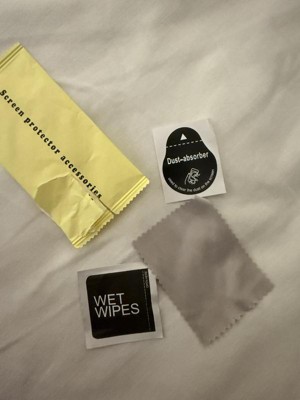 Screen protector accessories
Dust-absorber
WET
WIPES